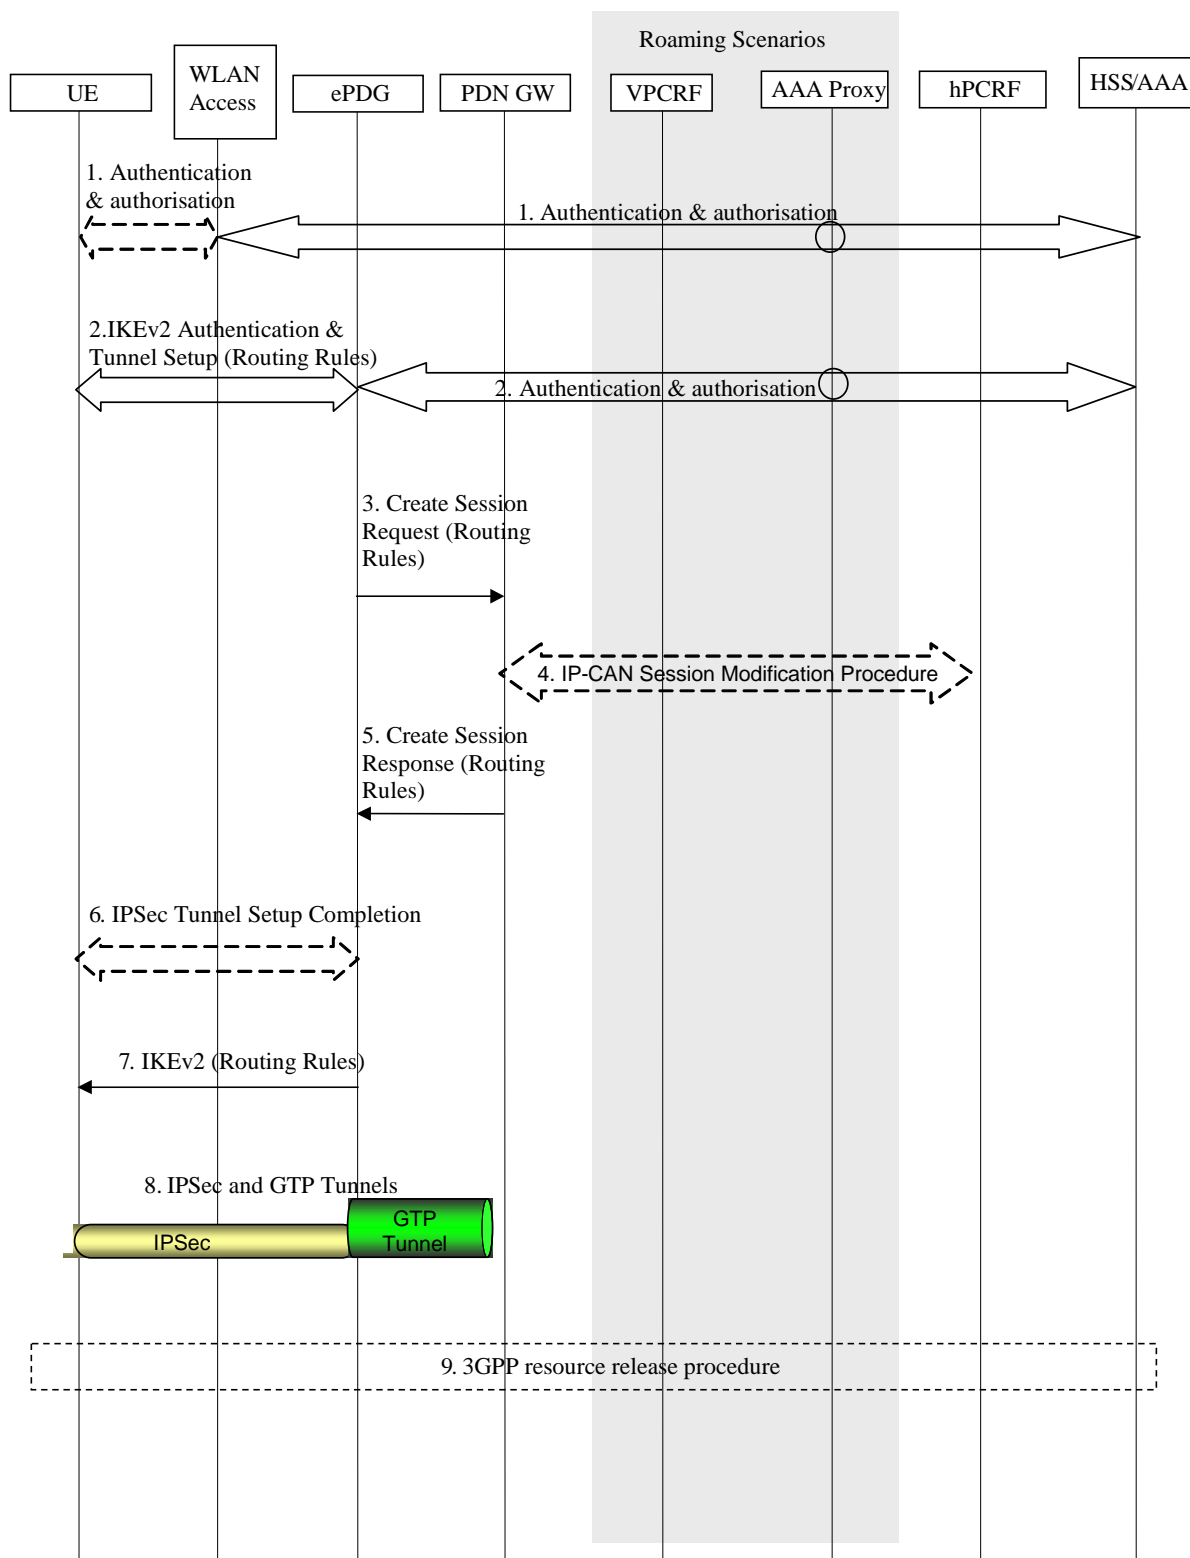 Roaming Scenarios
UE
WLAN
Access
ePDG
PDN GW
VPCRF
AAA Proxy
hPCRF
HSS/AAA
1. Authentication
& authorisation
1. Authentication & authorisation
2.IKEv2 Authentication &
Tunnel Setup (Routing Rules)
2. Authentication & authorisation
3. Create Session
Request (Routing
Rules)
4. IP-CAN Session Modification Procedure
5. Create Session
Response (Routing
Rules)
6. IPSec Tunnel Setup Completion
7. IKEv2 (Routing Rules)
8. IPSec and GTP Tunnels
GTP
Tunnel
IPSec
9. 3GPP resource release procedure